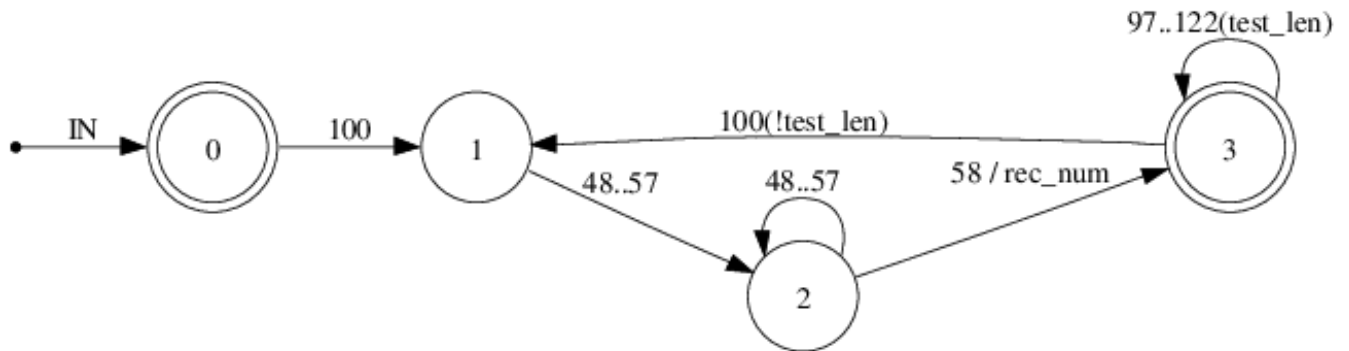 97..122(test_len)
IN
0
100
1
100(!test_len)
3
48..57
48..57
58 / rec_num
2